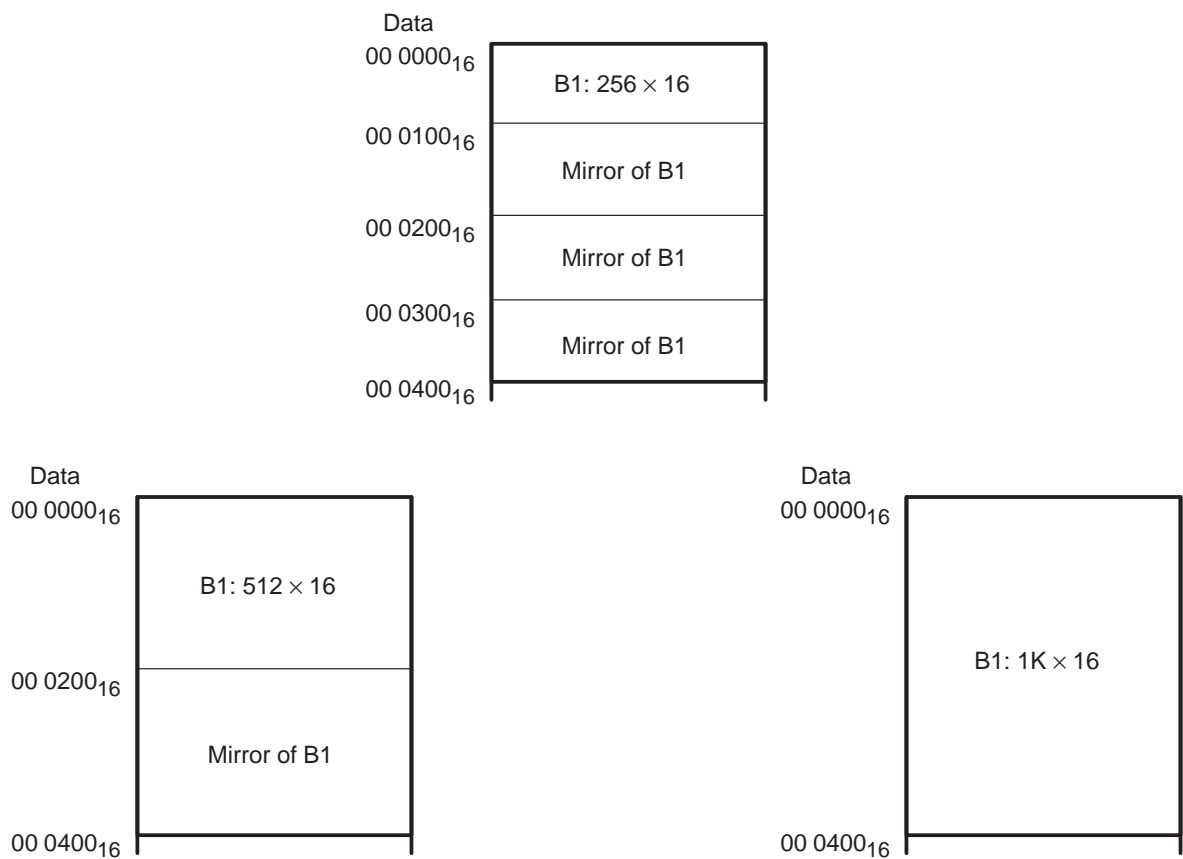 Data
00 0000₁₆
B1: 256 × 16
00 0100₁₆
Mirror of B1
00 0200₁₆
Mirror of B1
00 0300₁₆
Mirror of B1
00 0400₁₆
Data
00 0000₁₆
B1: 512 × 16
00 0200₁₆
Mirror of B1
00 0400₁₆
Data
00 0000₁₆
B1: 1K × 16
00 0400₁₆